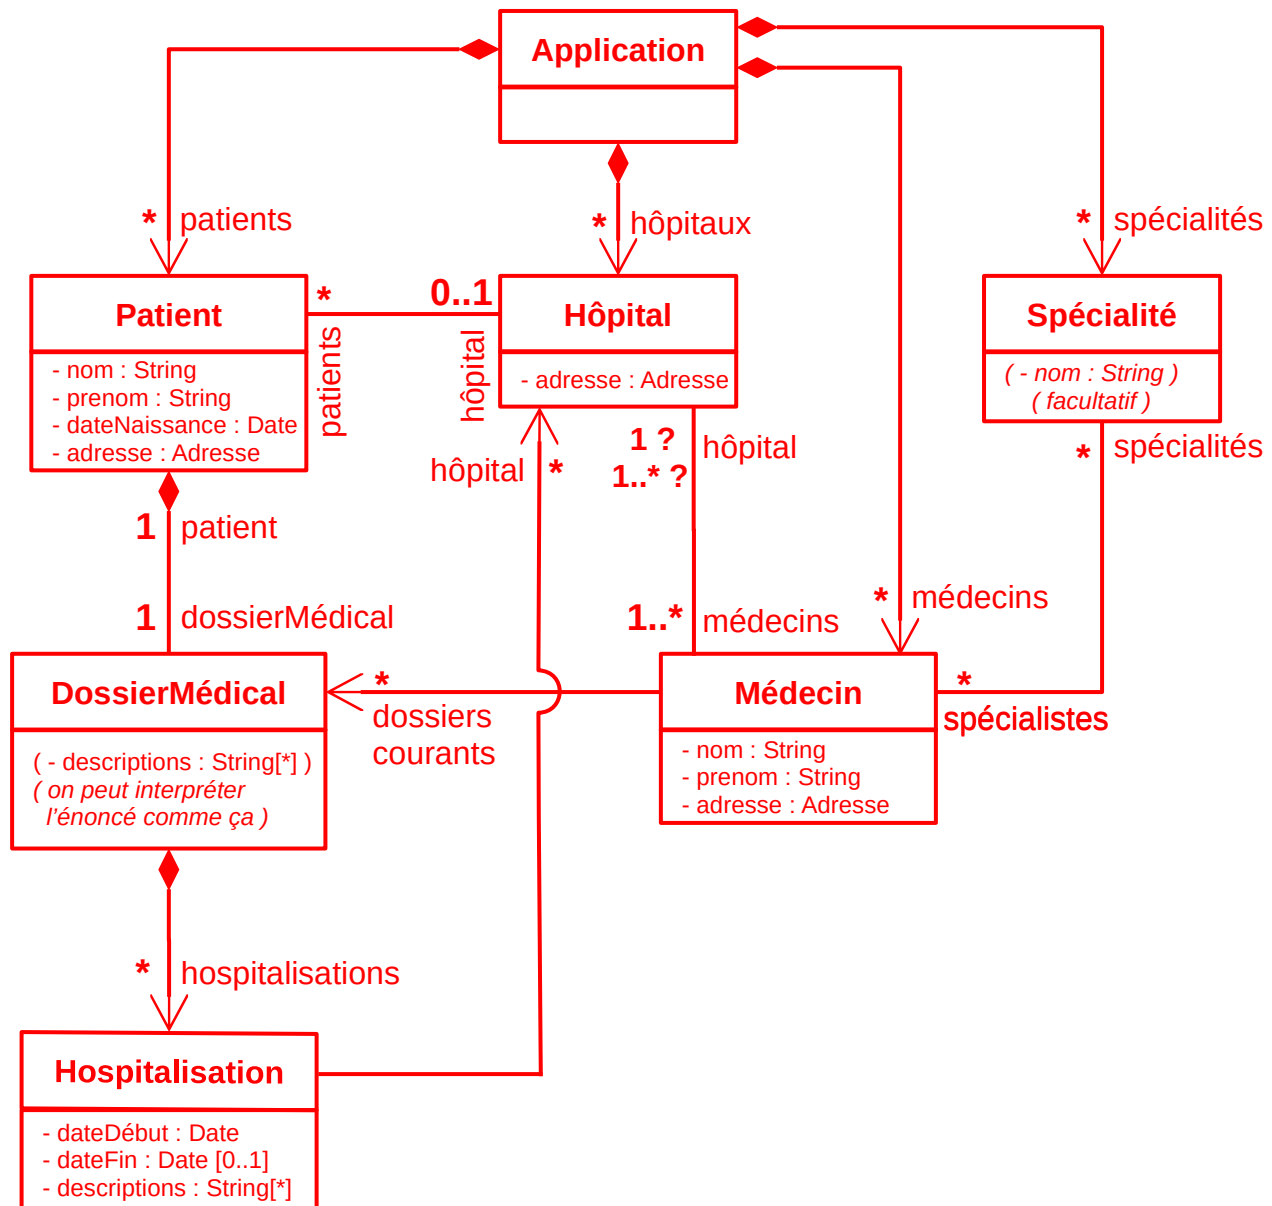 Application
* patients
* hôpitaux
* spécialités
Patient
- nom : String
- prenom : String
- dateNaissance : Date
- adresse : Adresse
*
patients
0..1
hôpital
Hôpital
- adresse : Adresse
Spécialité
( - nom : String )
( facultatif )
hôpital *
1 ?
1..* ?
hôpital
* spécialités
1 patient
1 dossierMédical
1..* médecins
* médecins
DossierMédical
( - descriptions : String[*] )
( on peut interpréter
l'énoncé comme ça )
*
dossiers
courants
Médecin
- nom : String
- prenom : String
- adresse : Adresse
*
spécialistes
* hospitalisations
Hospitalisation
- dateDébut : Date
- dateFin : Date [0..1]
- descriptions : String[*]